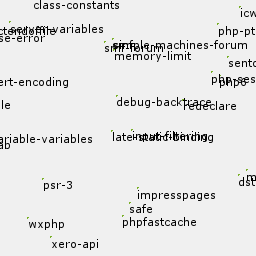 class-constants
icw
server-variables
sendfile
php-pt
se-error
smf-forum
simple-machines-forum
memory-limit
sento
php-ses
php6
ert-encoding
debug-backtrace
redeclare
le
late-static-binding
input-filtering
ariable-variables
ab
psr-3
dst
impresspages
safe
phpfastcache
wxphp
xero-api